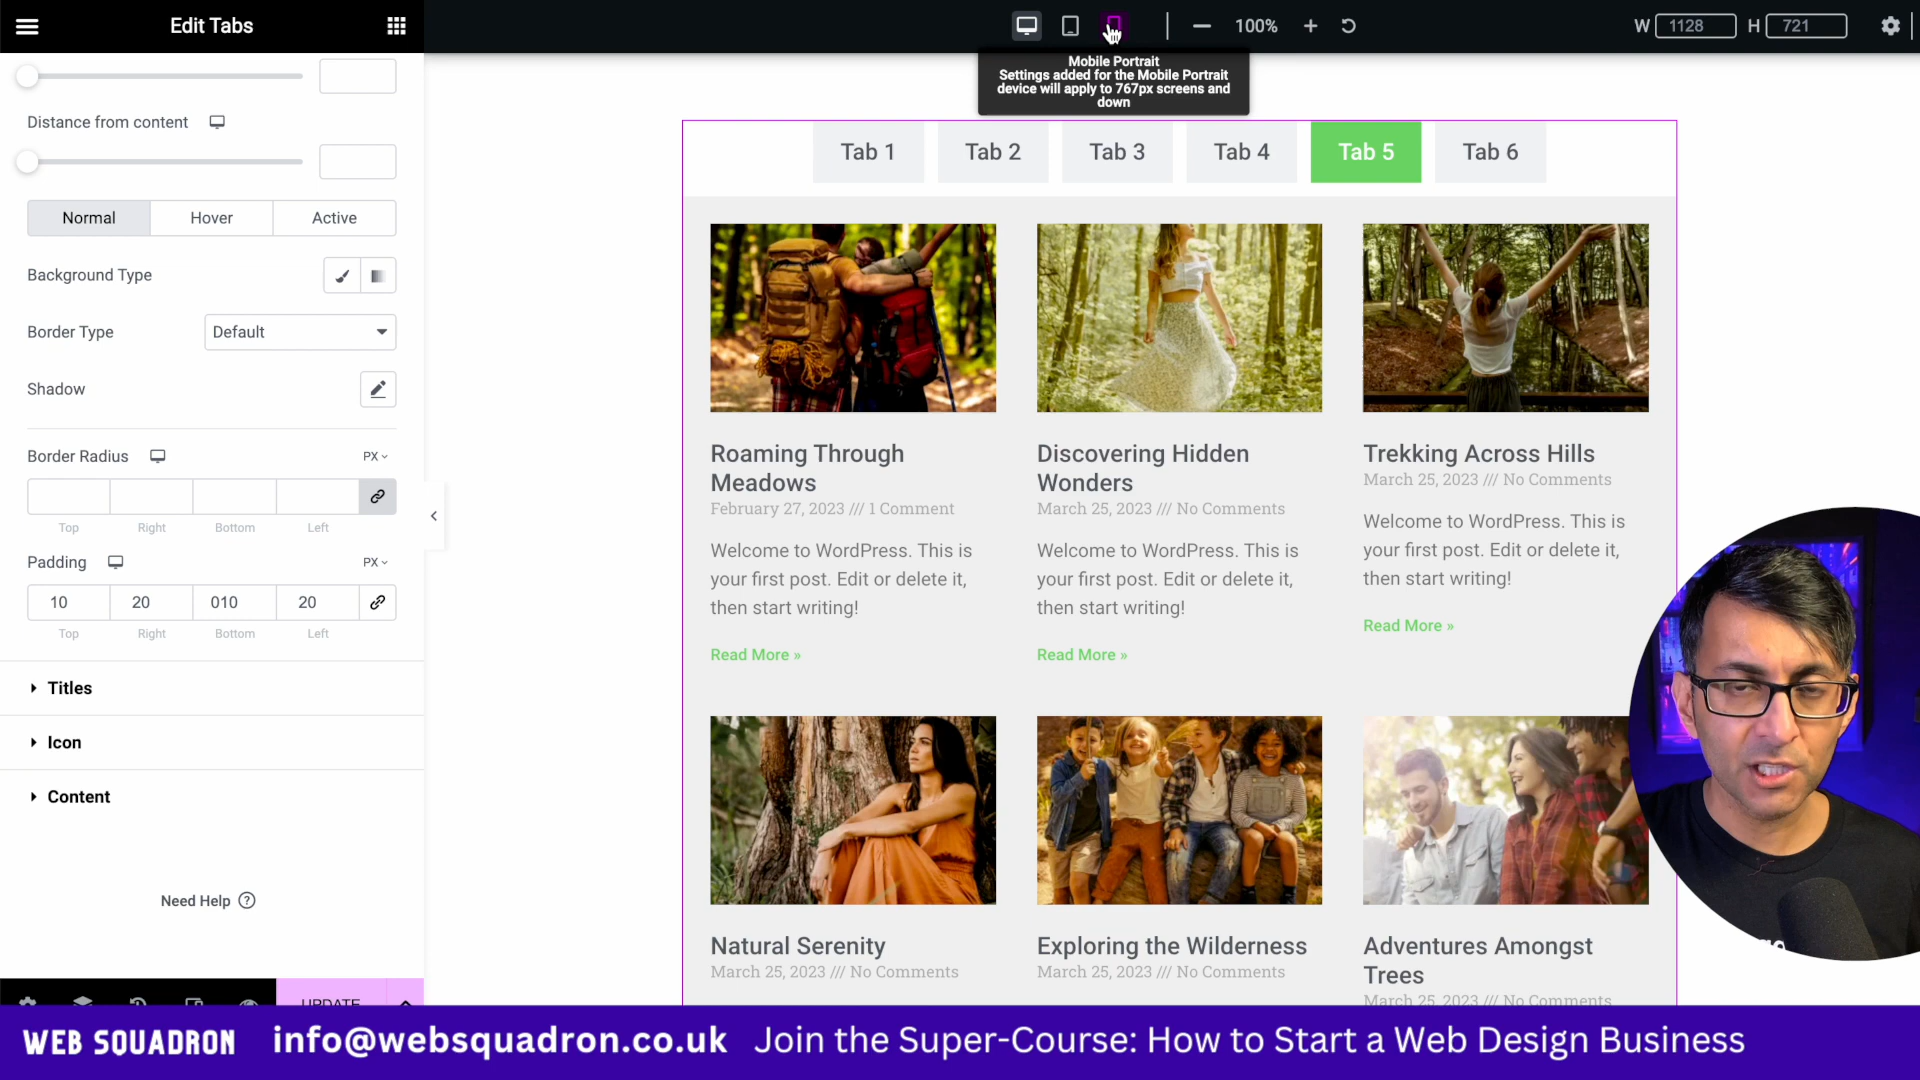 Edit Tabs
100%
W 1128 H 721
Mobile Portrait
Settings added for the Mobile Portrait
device will apply to 767px screens and
down
Distance from content
Normal Hover Active
Background Type
Border Type Default
Shadow
Border Radius PX
Top Right Bottom Left
Padding PX
10 20 010 20
Top Right Bottom Left
Titles
Icon
Content
Need Help ?
UPDATE
Tab 1 Tab 2 Tab 3 Tab 4 Tab 5 Tab 6
Roaming Through
Meadows
February 27, 2023 /// 1 Comment
Welcome to WordPress. This is
your first post. Edit or delete it,
then start writing!
Read More »
Discovering Hidden
Wonders
March 25, 2023 /// No Comments
Welcome to WordPress. This is
your first post. Edit or delete it,
then start writing!
Read More »
Trekking Across Hills
March 25, 2023 /// No Comments
Welcome to WordPress. This is
your first post. Edit or delete it,
then start writing!
Read More »
Natural Serenity
March 25, 2023 /// No Comments
Exploring the Wilderness
March 25, 2023 /// No Comments
Adventures Amongst
Trees
March 25, 2023 /// No Comments
WEB SQUADRON info@websquadron.co.uk Join the Super-Course: How to Start a Web Design Business